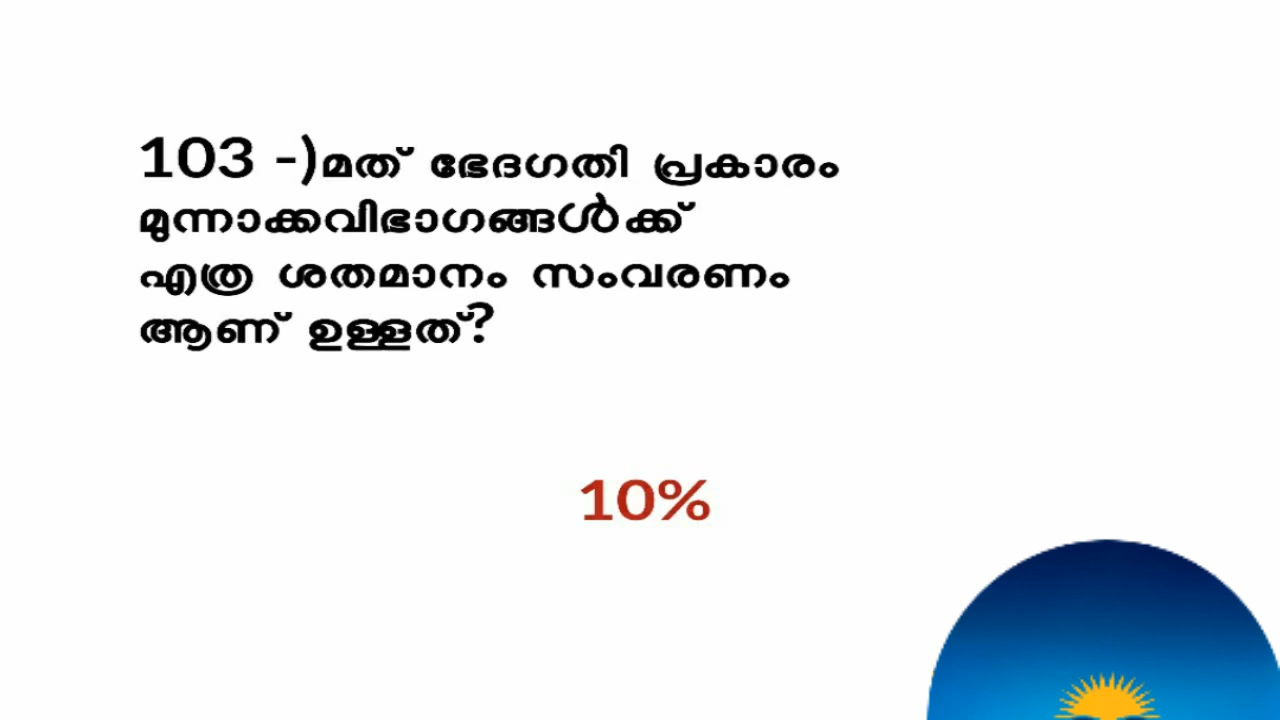 103 -)മത് ഭേദഗതി പ്രകാരം
മുന്നാക്കവിഭാഗങ്ങൾക്ക്
എത്ര ശതമാനം സംവരണം
ആണ് ഉള്ളത്?
10%